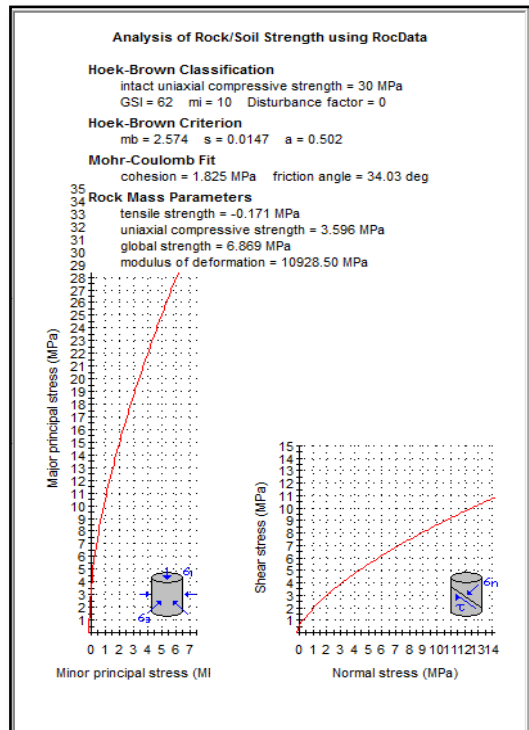 Analysis of Rock/Soil Strength using RocData
Hoek-Brown Classification
intact uniaxial compressive strength = 30 MPa
GSI = 62 mi = 10 Disturbance factor = 0
Hoek-Brown Criterion
mb = 2.574 s = 0.0147 a = 0.502
Mohr-Coulomb Fit
cohesion = 1.825 MPa friction angle = 34.03 deg
Rock Mass Parameters
tensile strength = -0.171 MPa
uniaxial compressive strength = 3.596 MPa
global strength = 6.869 MPa
modulus of deformation = 10928.50 MPa
Major principal stress (MPa)
35
34
33
32
31
30
29
28
27
26
25
24
23
22
21
20
19
18
17
16
15
14
13
12
11
10
9
8
7
6
5
4
3
2
1
0 1 2 3 4 5 6 7
Minor principal stress (MI
σ1
σ3
Shear stress (MPa)
15
14
13
12
11
10
9
8
7
6
5
4
3
2
1
0 1 2 3 4 5 6 7 8 9 10 11 12 13 14
Normal stress (MPa)
σn
τ